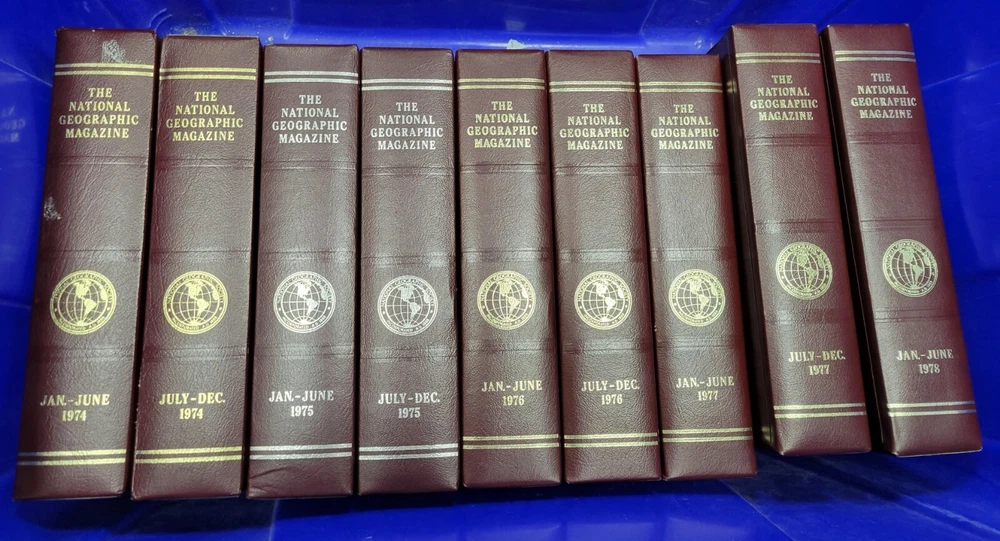 THE
NATIONAL
GEOGRAPHIC
MAGAZINE
JAN.-JUNE
1974
THE
NATIONAL
GEOGRAPHIC
MAGAZINE
JULY-DEC.
1974
THE
NATIONAL
GEOGRAPHIC
MAGAZINE
JAN.-JUNE
1975
THE
NATIONAL
GEOGRAPHIC
MAGAZINE
JULY-DEC.
1975
THE
NATIONAL
GEOGRAPHIC
MAGAZINE
JAN.-JUNE
1976
THE
NATIONAL
GEOGRAPHIC
MAGAZINE
JULY-DEC.
1976
THE
NATIONAL
GEOGRAPHIC
MAGAZINE
JAN.-JUNE
1977
THE
NATIONAL
GEOGRAPHIC
MAGAZINE
JULY-DEC.
1977
THE
NATIONAL
GEOGRAPHIC
MAGAZINE
JAN.-JUNE
1978